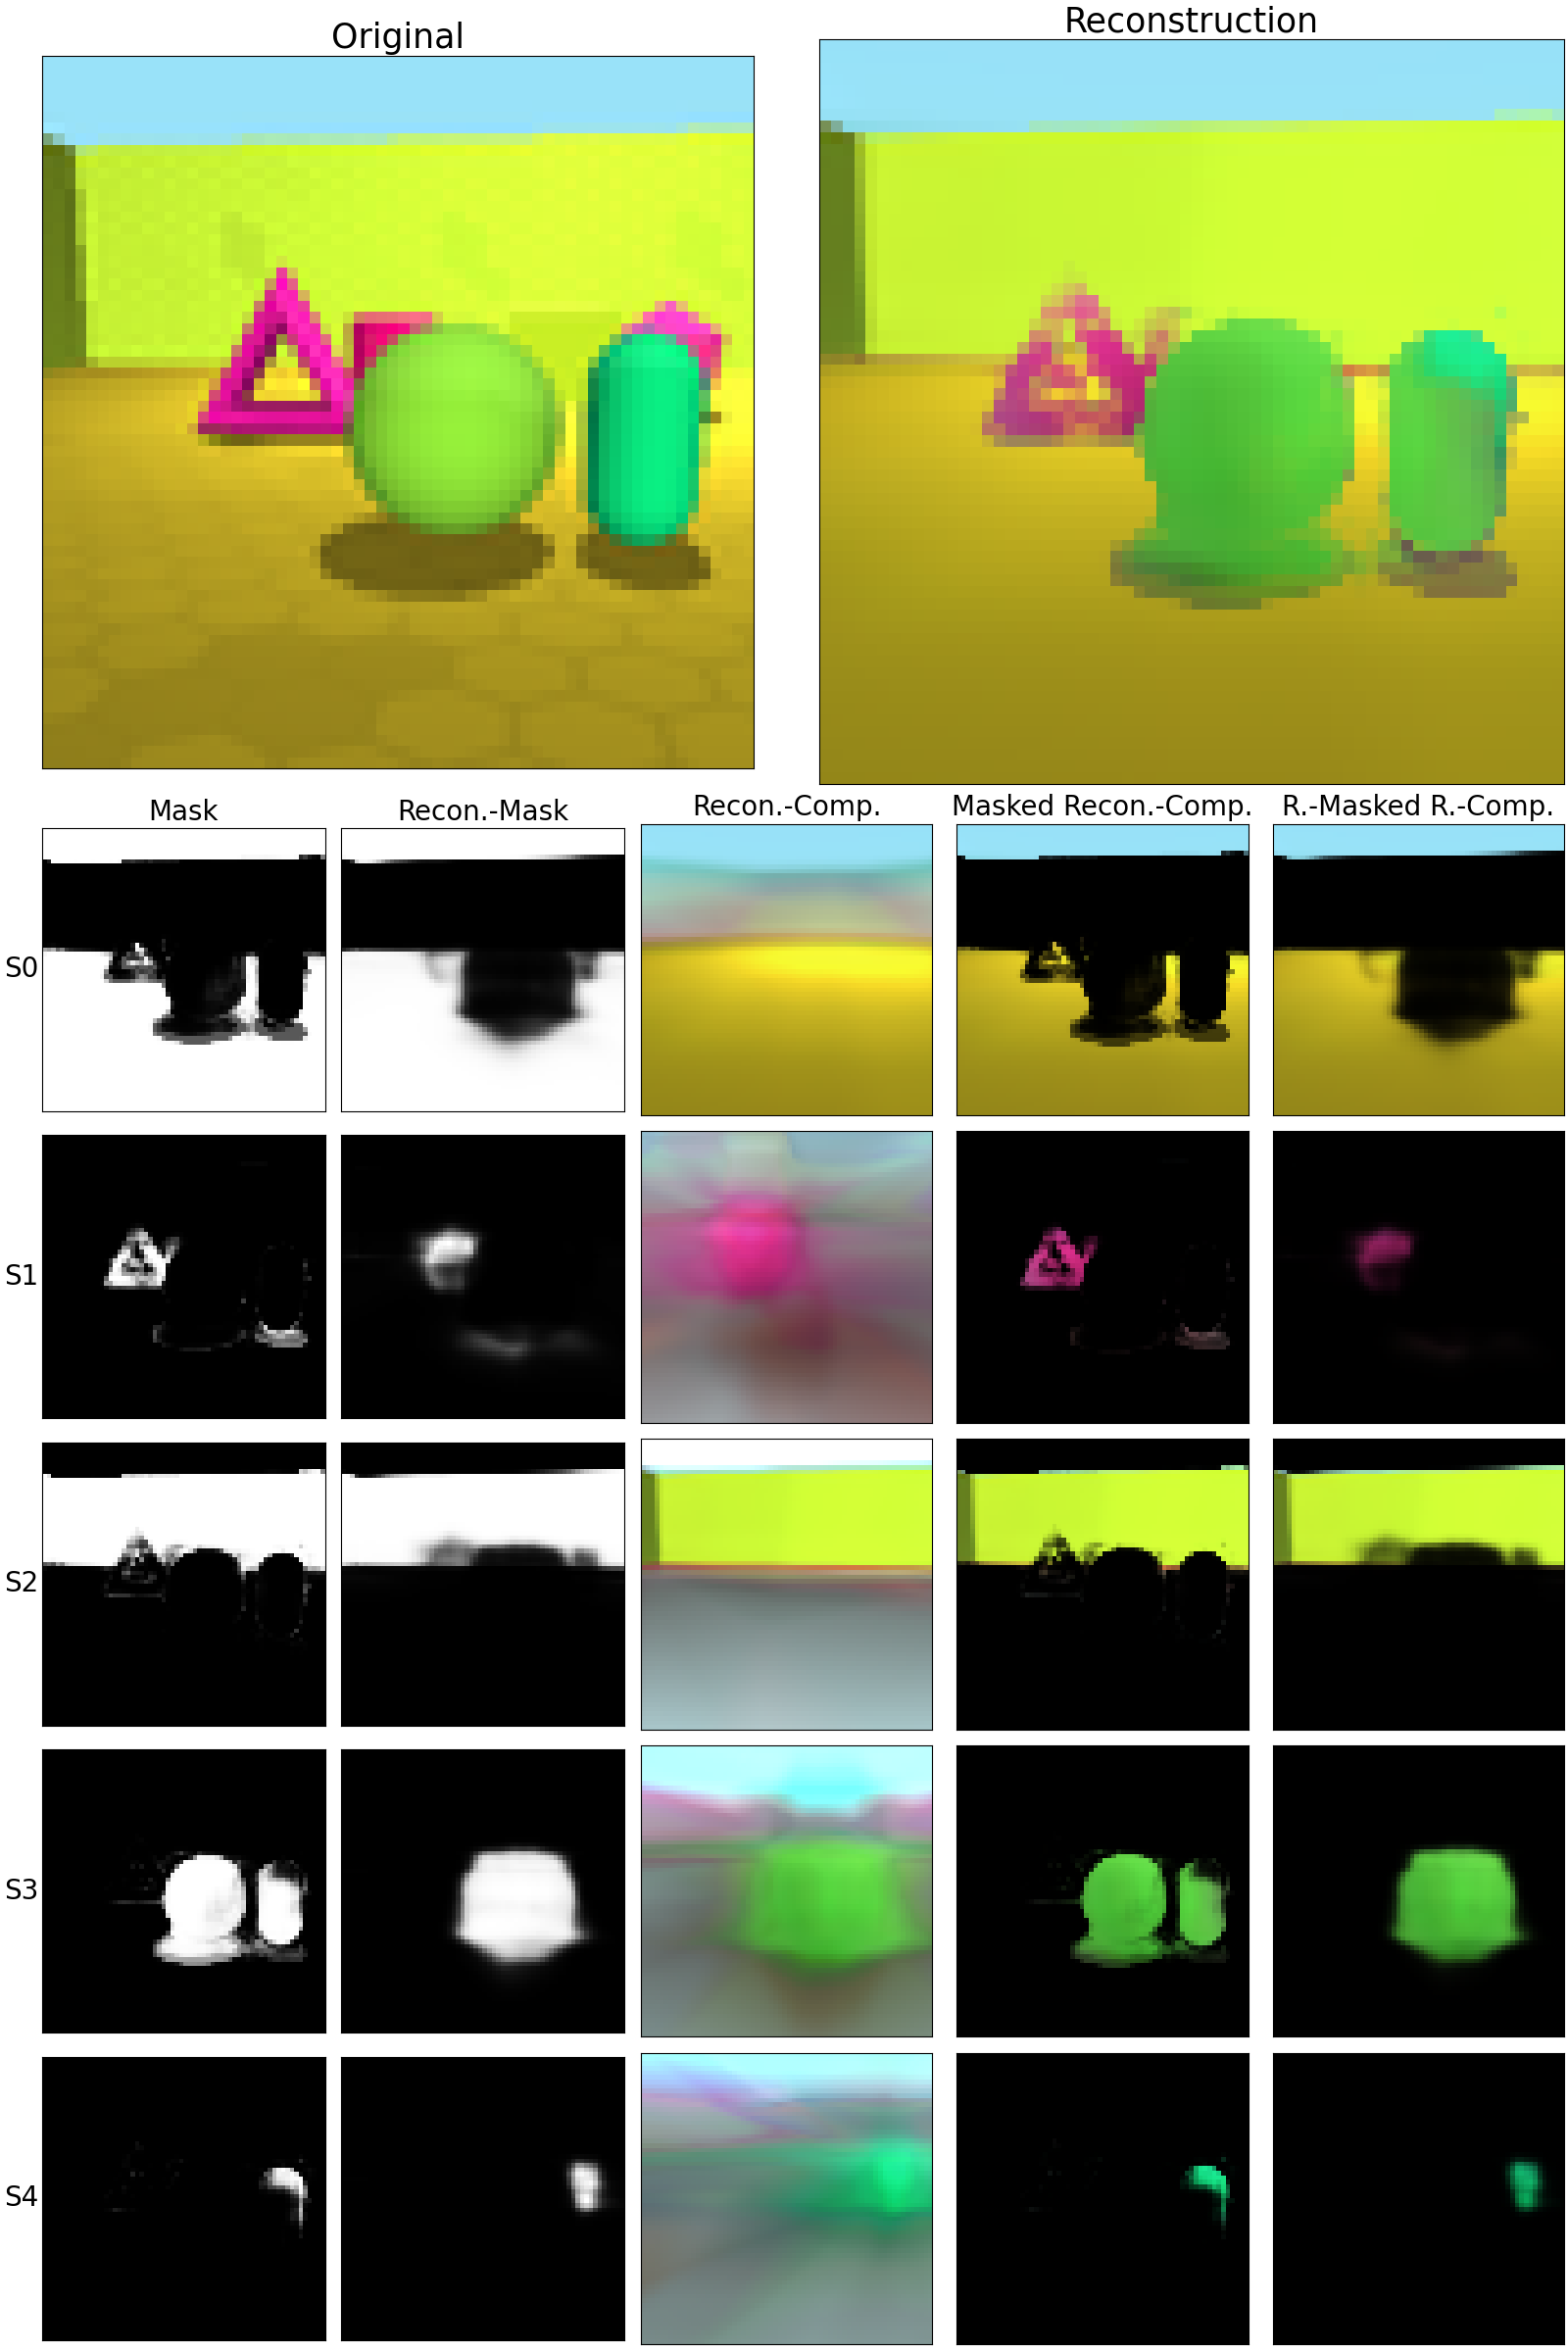 Original
Reconstruction
Mask
Recon.-Mask
Recon.-Comp.
Masked Recon.-Comp.
R.-Masked R.-Comp.
S0
S1
S2
S3
S4